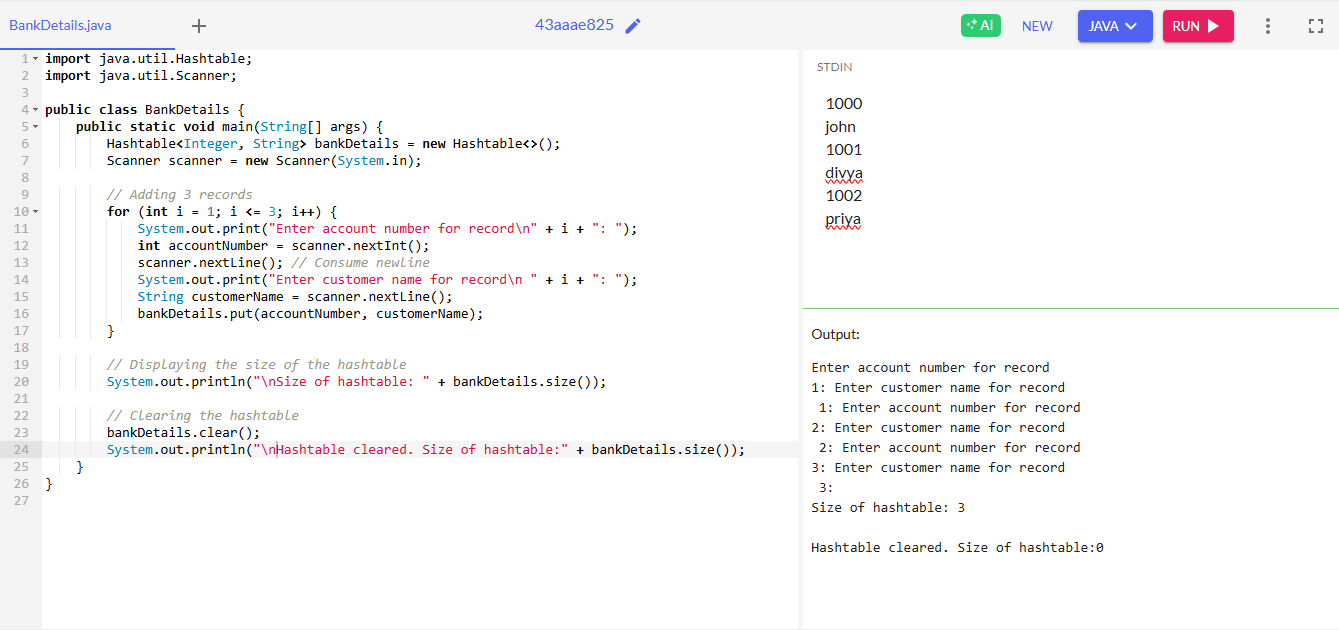 BankDetails.java
43aaae825
AI
NEW
JAVA
RUN
1 import java.util.Hashtable;
2 import java.util.Scanner;
3
4 public class BankDetails {
5     public static void main(String[] args) {
6         Hashtable<Integer, String> bankDetails = new Hashtable<>();
7         Scanner scanner = new Scanner(System.in);
8
9         // Adding 3 records
10         for (int i = 1; i <= 3; i++) {
11             System.out.print("Enter account number for record\n" + i + ": ");
12             int accountNumber = scanner.nextInt();
13             scanner.nextLine(); // Consume newline
14             System.out.print("Enter customer name for record\n " + i + ": ");
15             String customerName = scanner.nextLine();
16             bankDetails.put(accountNumber, customerName);
17         }
18
19         // Displaying the size of the hashtable
20         System.out.println("\nSize of hashtable: " + bankDetails.size());
21
22         // Clearing the hashtable
23         bankDetails.clear();
24         System.out.println("\nHashtable cleared. Size of hashtable:" + bankDetails.size());
25     }
26 }
27
STDIN
1000
john
1001
divya
1002
priya
Output:
Enter account number for record
1: Enter customer name for record
 1: Enter account number for record
2: Enter customer name for record
 2: Enter account number for record
3: Enter customer name for record
 3:
Size of hashtable: 3
Hashtable cleared. Size of hashtable:0